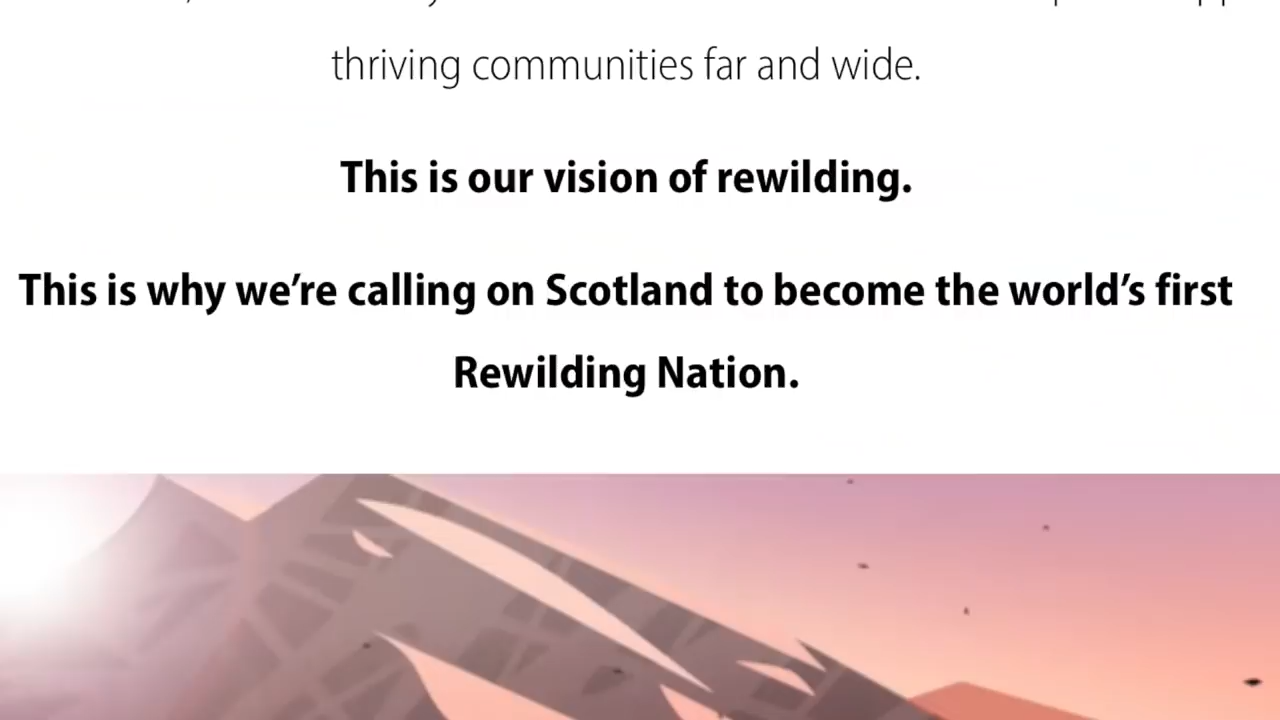 thriving communities far and wide.
This is our vision of rewilding.
This is why we’re calling on Scotland to become the world’s first
Rewilding Nation.